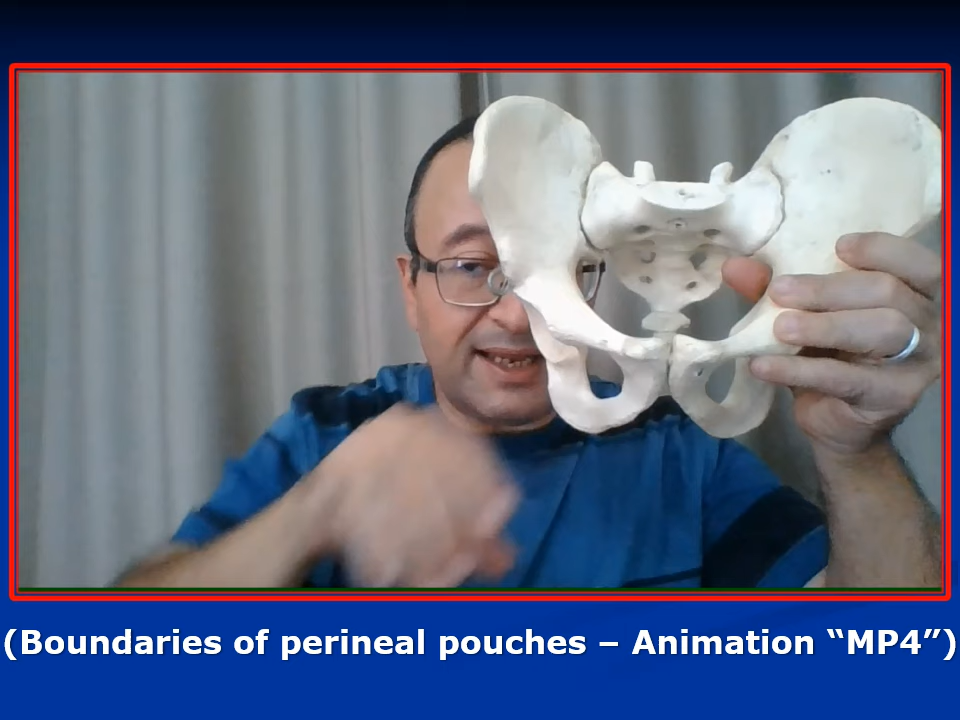 (Boundaries of perineal pouches – Animation “MP4”)